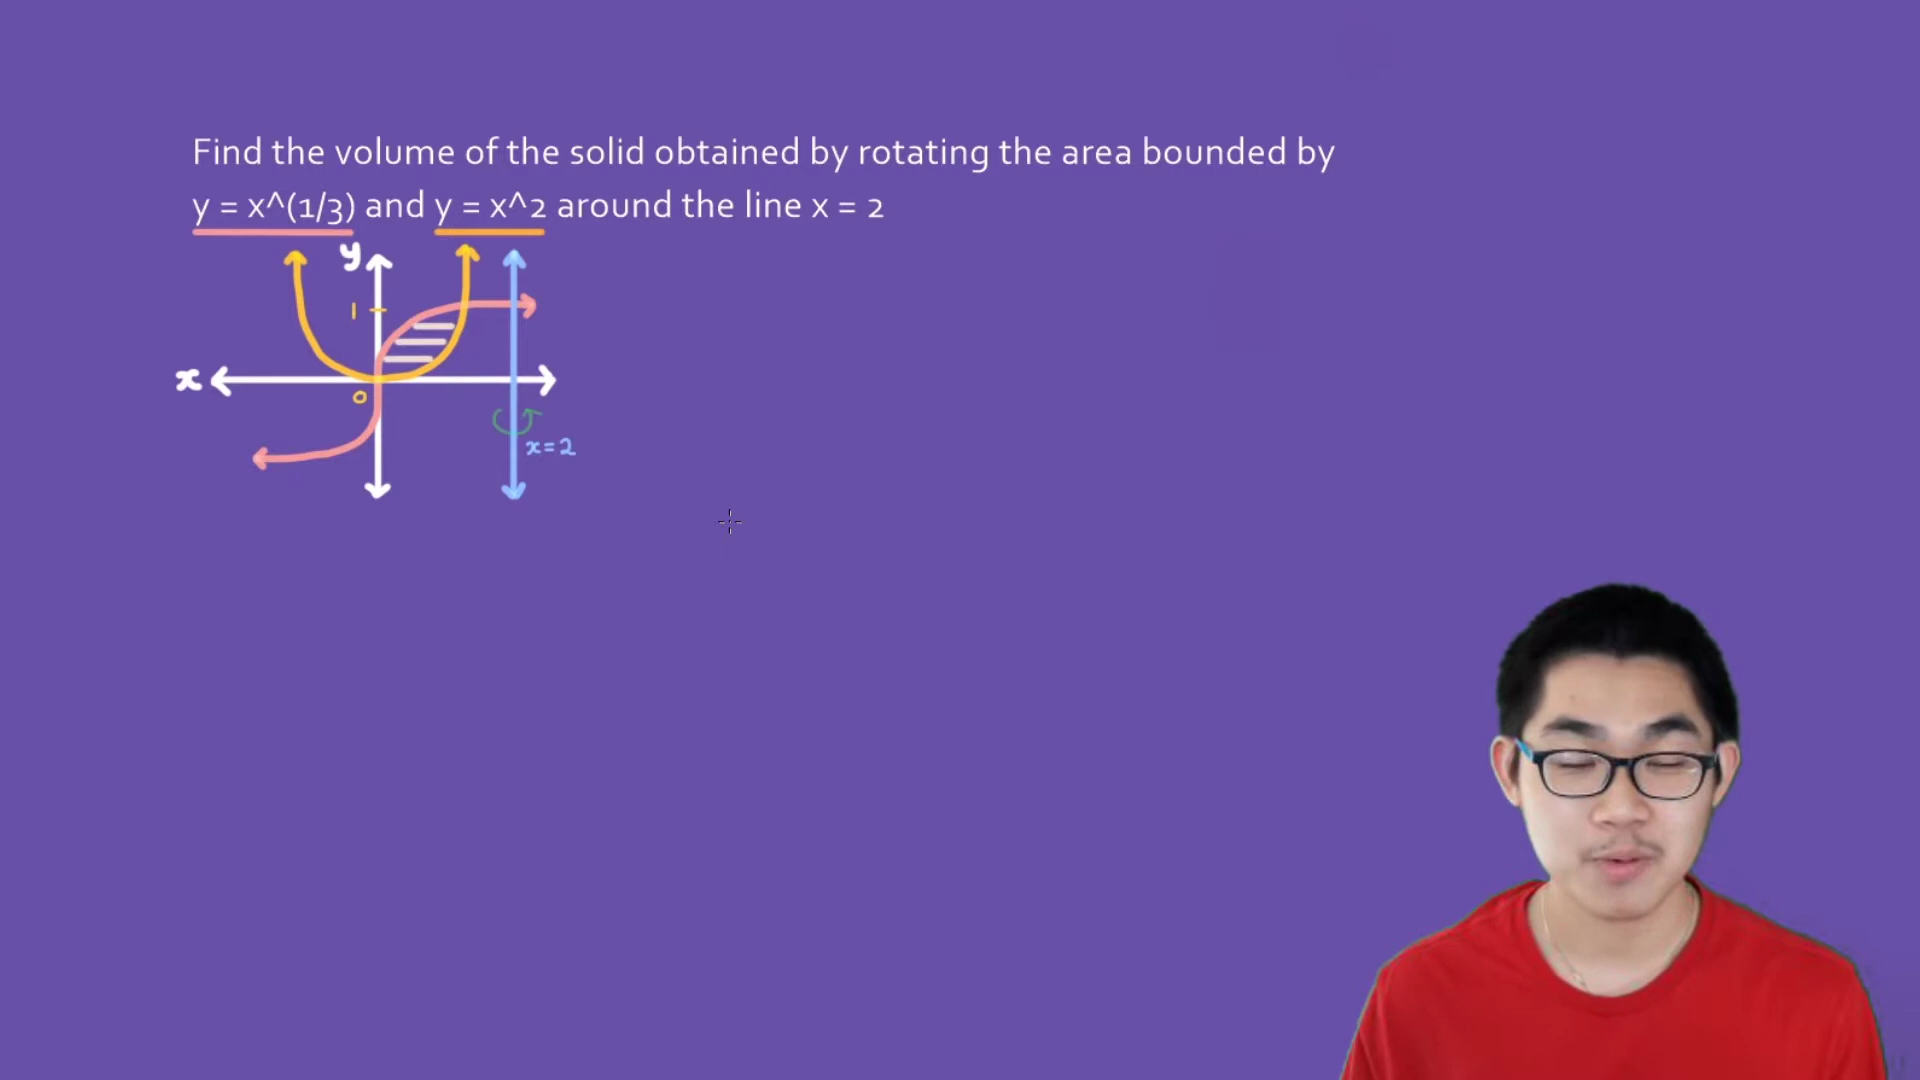 Find the volume of the solid obtained by rotating the area bounded by
y = x^(1/3) and y = x^2 around the line x = 2
y
1
x
0
x=2